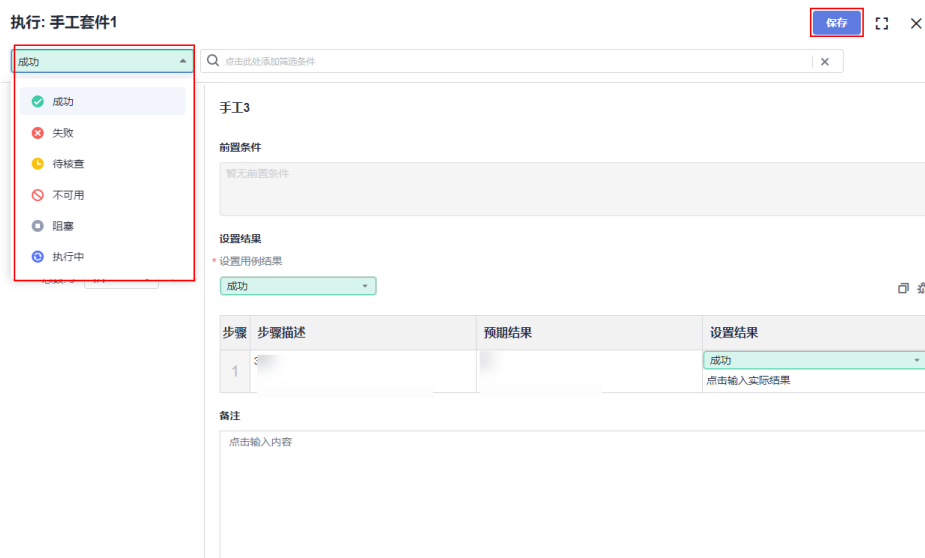 执行: 手工套件1
保存
成功
点击此处添加筛选条件
成功
失败
待核查
不可用
阻塞
执行中
手工3
前置条件
暂无前置条件
设置结果
* 设置用例结果
成功
步骤 步骤描述 预期结果 设置结果
1
成功
点击输入实际结果
备注
点击输入内容